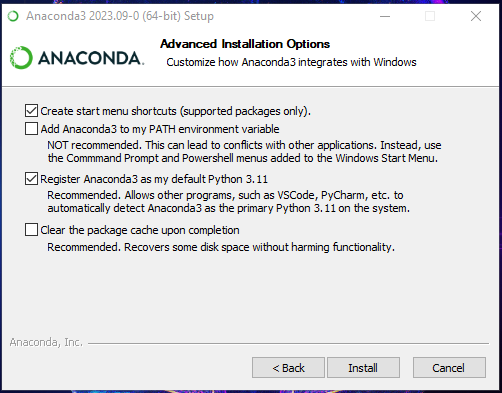 Anaconda3 2023.09-0 (64-bit) Setup
ANACONDA.
Advanced Installation Options
Customize how Anaconda3 integrates with Windows
Create start menu shortcuts (supported packages only).
Add Anaconda3 to my PATH environment variable
NOT recommended. This can lead to conflicts with other applications. Instead, use
the Commmand Prompt and Powershell menus added to the Windows Start Menu.
Register Anaconda3 as my default Python 3.11
Recommended. Allows other programs, such as VSCode, PyCharm, etc. to
automatically detect Anaconda3 as the primary Python 3.11 on the system.
Clear the package cache upon completion
Recommended. Recovers some disk space without harming functionality.
Anaconda, Inc.
< Back
Install
Cancel